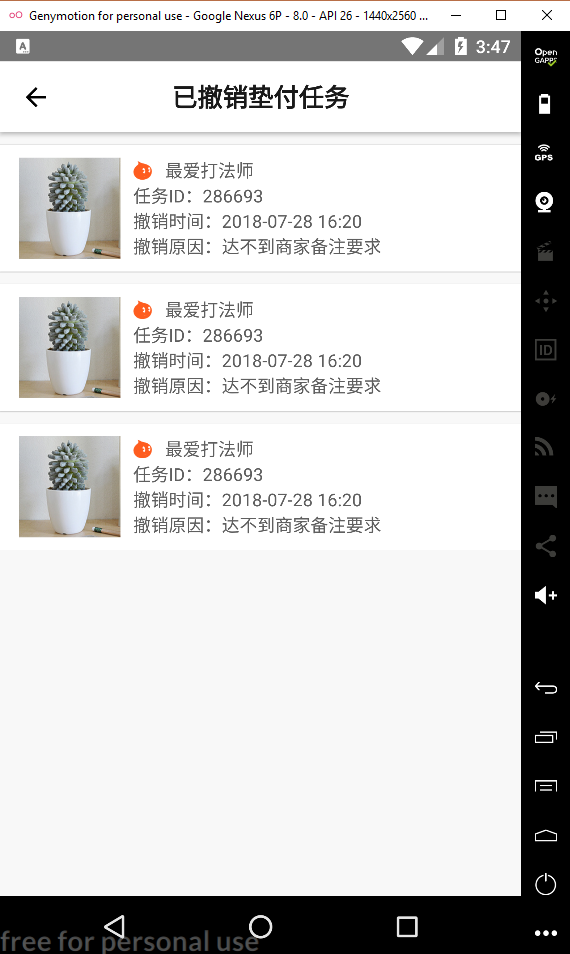 Genymotion for personal use - Google Nexus 6P - 8.0 - API 26 - 1440x2560 ...
A
3:47
Open
GAPPS
已撤销垫付任务
GPS
最爱打法师
任务ID：286693
撤销时间：2018-07-28 16:20
撤销原因：达不到商家备注要求
最爱打法师
任务ID：286693
撤销时间：2018-07-28 16:20
撤销原因：达不到商家备注要求
ID
最爱打法师
任务ID：286693
撤销时间：2018-07-28 16:20
撤销原因：达不到商家备注要求
free for personal use